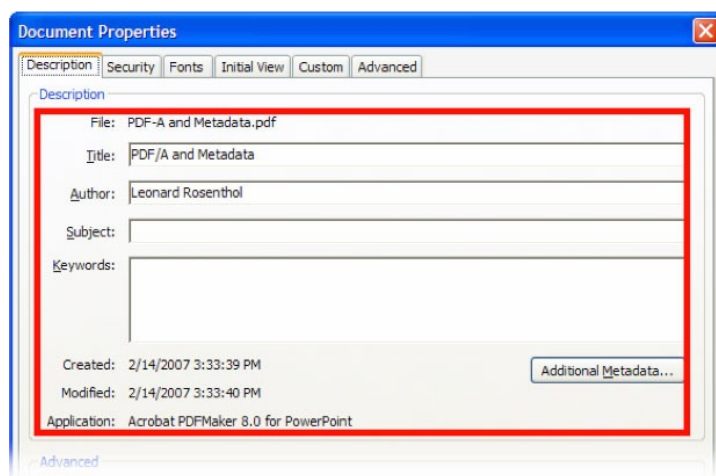 Document Properties
Description Security Fonts Initial View Custom Advanced
Description
File: PDF-A and Metadata.pdf
Title: PDF/A and Metadata
Author: Leonard Rosenthol
Subject:
Keywords:
Created: 2/14/2007 3:33:39 PM
Additional Metadata...
Modified: 2/14/2007 3:33:40 PM
Application: Acrobat PDFMaker 8.0 for PowerPoint
Advanced